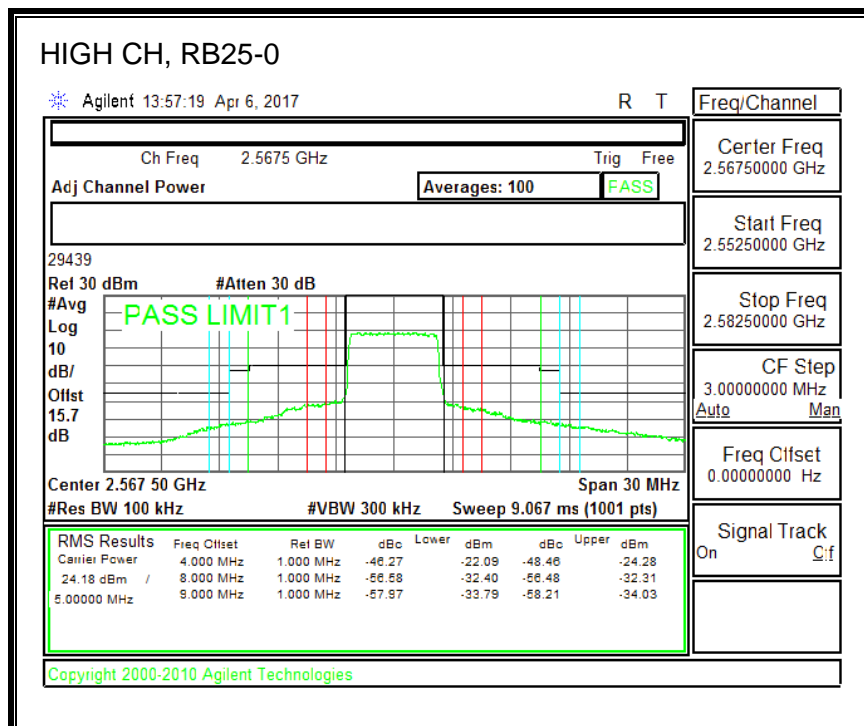 HIGH CH, RB25-0
Agilent 13:57:19 Apr 6, 2017 R T
Freq/Channel
Ch Freq 2.5675 GHz Trig Free
Adj Channel Power Averages: 100 PASS
29439
Ref 30 dBm #Atten 30 dB
#Avg
Log
10
dB/
Offst
15.7
dB
PASS LIMIT1
Center 2.567 50 GHz Span 30 MHz
#Res BW 100 kHz #VBW 300 kHz Sweep 9.067 ms (1001 pts)
RMS Results Freq Offset Ref BW dBc Lower dBm dBc Upper dBm
Carrier Power 4.000 MHz 1.000 MHz -46.27 -22.09 -48.46 -24.28
24.18 dBm / 8.000 MHz 1.000 MHz -56.58 -32.40 -56.48 -32.31
5.00000 MHz 9.000 MHz 1.000 MHz -57.97 -33.79 -58.21 -34.03
Copyright 2000-2010 Agilent Technologies
Center Freq
2.56750000 GHz
Start Freq
2.55250000 GHz
Stop Freq
2.58250000 GHz
CF Step
3.00000000 MHz
Auto Man
Freq Offset
0.00000000 Hz
Signal Track
On Off